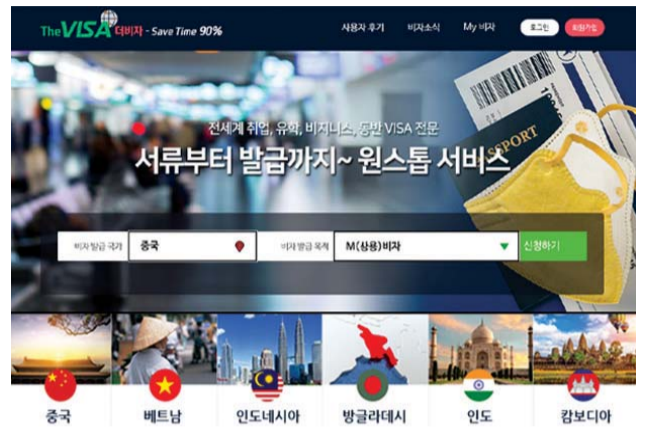 The VISA 더비자 - Save Time 90%
사용자 후기 비자소식 My 비자 로그인 회원가입
전세계 취업, 유학, 비지니스, 동반 VISA 전문
서류부터 발급까지~ 원스톱 서비스
PASSPORT
비자 발급 국가 중국 비자 발급 목적 M(상용)비자 신청하기
중국 베트남 인도네시아 방글라데시 인도 캄보디아